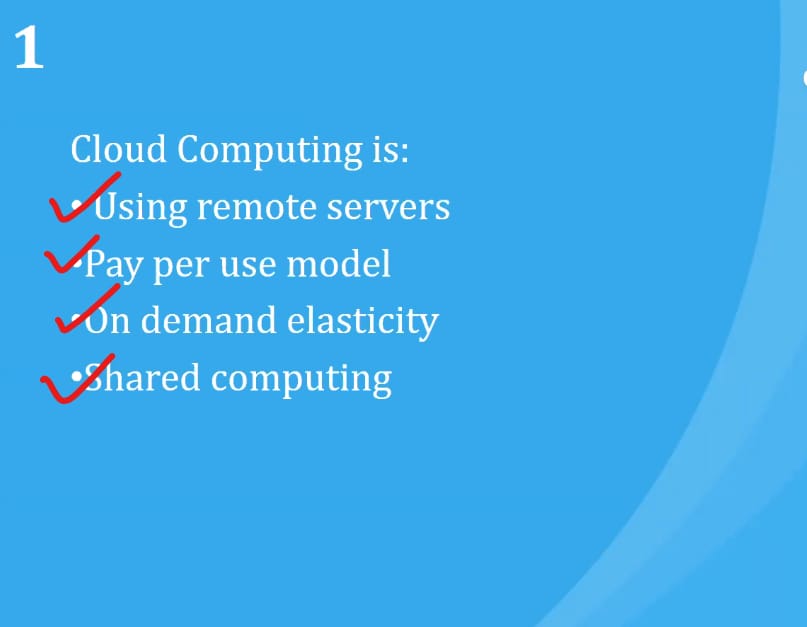 1
Cloud Computing is:
• Using remote servers
•Pay per use model
•On demand elasticity
•Shared computing